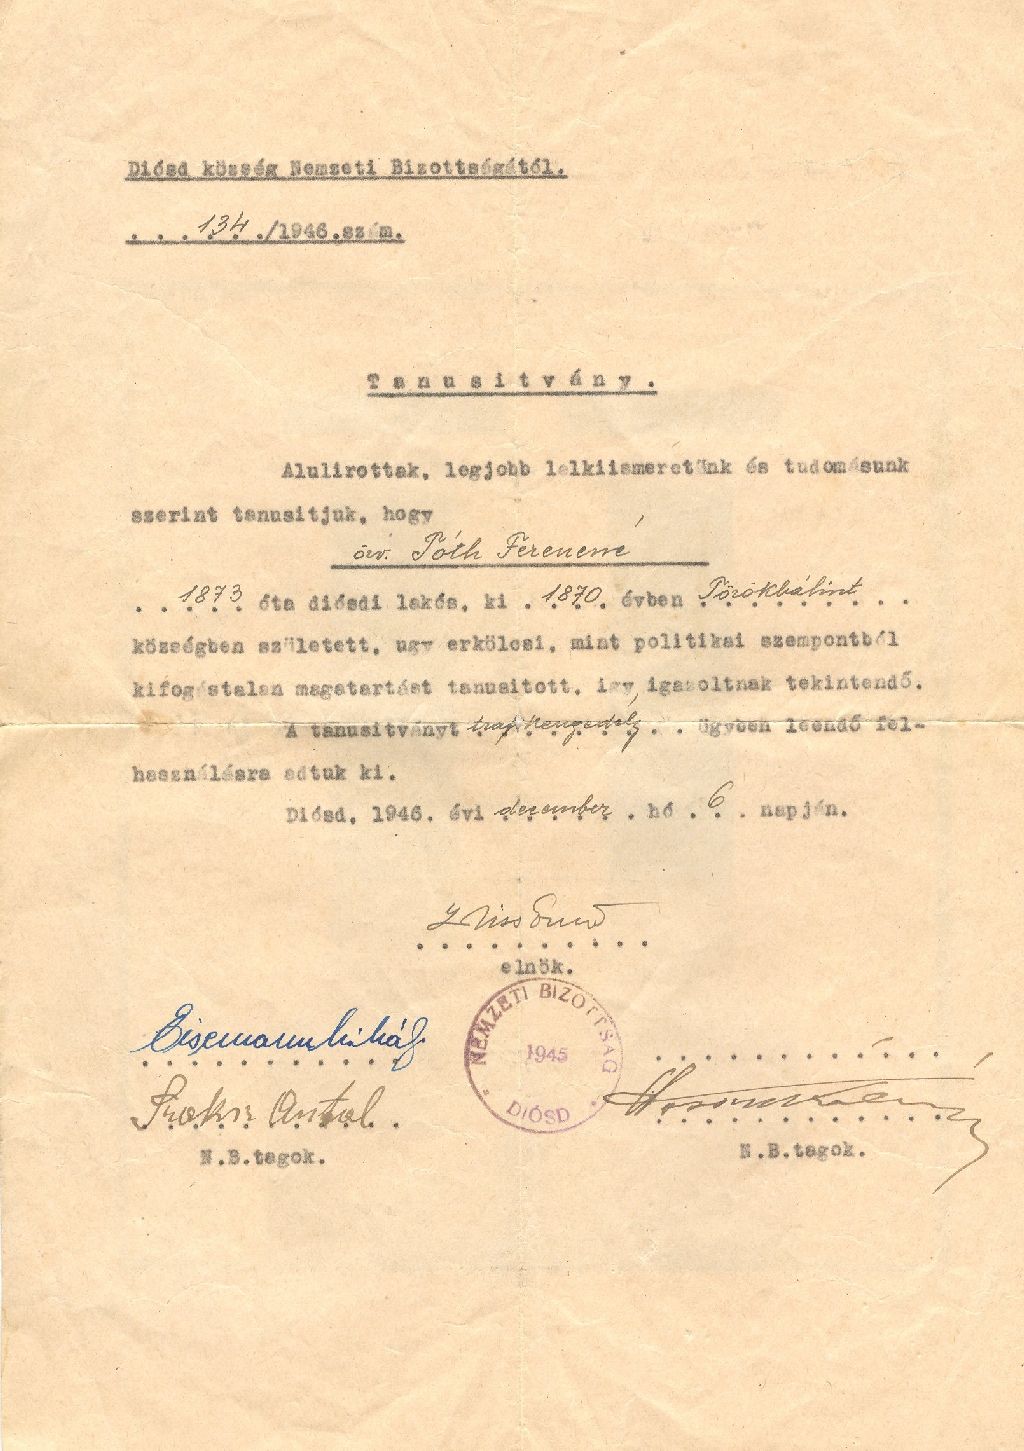 Diósd község Nemzeti Bizottságától.
. . . 134 ./1946.szám.
Tanusitvány.
Alulirottak, legjobb lelkiismeretünk és tudomásunk
szerint tanusitjuk, hogy
özv. Tóth Ferencné
. . 1873 óta diósdi lakós, ki . 1870. évben Törökbálint . .
községben született, ugy erkölcsi, mint politikai szempontból
kifogástalan magatartást tanusitott, így igazoltnak tekintendő.
A tanusitványt . . ügyben leendő fel-
használásra adtuk ki.
Diósd, 1946. évi december . hó . 6 . napján.
. . . . . . . . . .
elnök.
NEMZETI BIZOTTSÁG
1945
DIÓSD
Eisemann Mihály
Antal
N.B.tagok.
N.B.tagok.